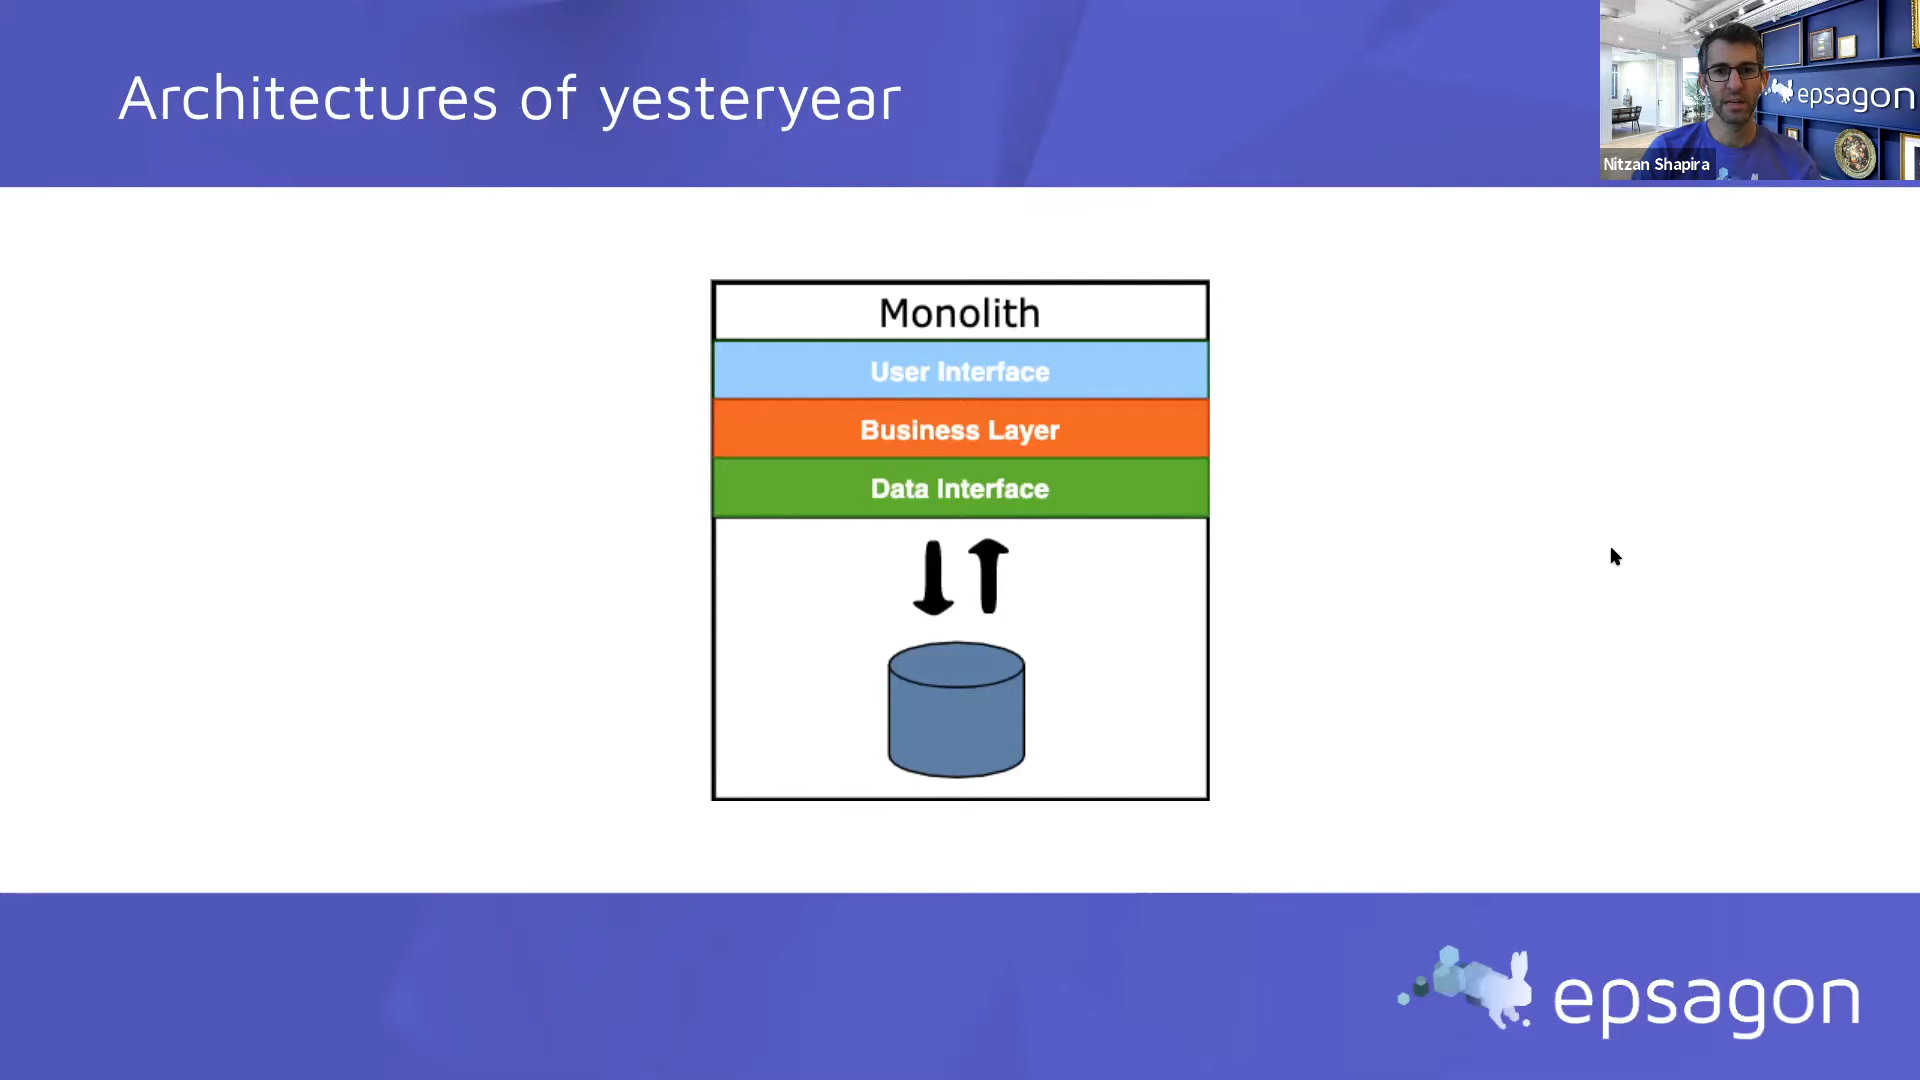 Architectures of yesteryear
epsagon
Nitzan Shapira
Monolith
User Interface
Business Layer
Data Interface
epsagon